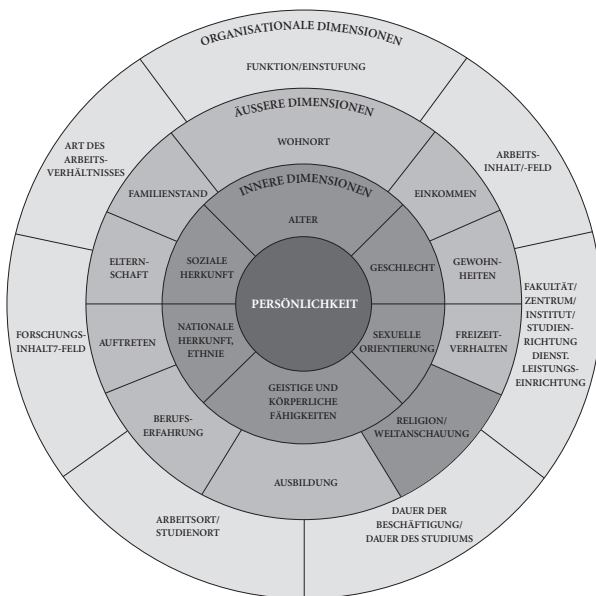 ORGANISATIONALE DIMENSIONEN
FUNKTION/EINSTUFUNG
ÄUSSERE DIMENSIONEN
WOHNORT
ART DES
ARBEITS-
VERHÄLTNISSES
ARBEITS-
INHALT/-FELD
FAMILIENSTAND
INNERE DIMENSIONEN
EINKOMMEN
ALTER
ELTERN-
SCHAFT
SOZIALE
HERKUNFT
GESCHLECHT
GEWOHN-
HEITEN
PERSÖNLICHKEIT
FAKULTÄT/
ZENTRUM/
INSTITUT/
STUDIEN-
RICHTUNG
DIENST.
LEISTUNGS-
EINRICHTUNG
FORSCHUNGS-
INHALT7-FELD
AUFTRETEN
NATIONALE
HERKUNFT,
ETHNIE
SEXUELLE
ORIENTIERUNG
FREIZEIT-
VERHALTEN
GEISTIGE UND
KÖRPERLICHE
FÄHIGKEITEN
BERUFS-
ERFAHRUNG
RELIGION/
WELTANSCHAUUNG
AUSBILDUNG
ARBEITSORT/
STUDIENORT
DAUER DER
BESCHÄFTIGUNG/
DAUER DES STUDIUMS